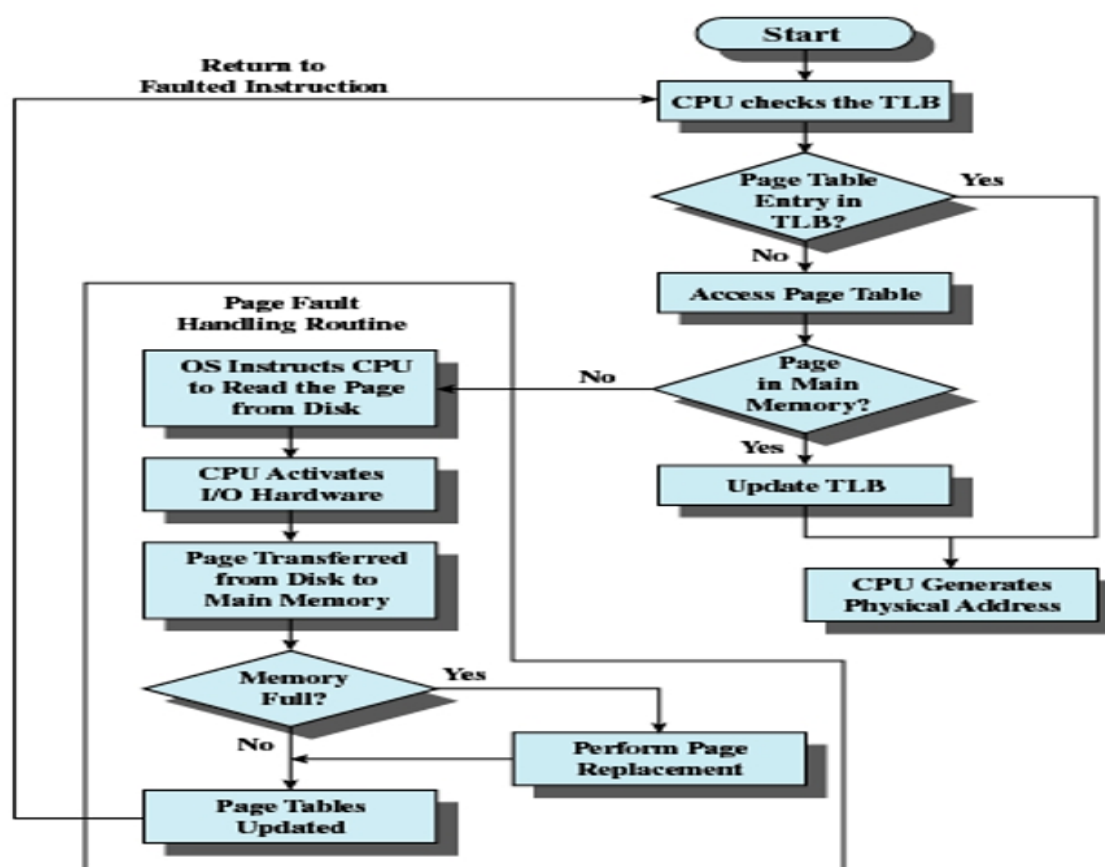 Start
Return to
Faulted Instruction
CPU checks the TLB
Page Table
Entry in
TLB?
Yes
No
Access Page Table
Page Fault
Handling Routine
OS Instructs CPU
to Read the Page
from Disk
No
Page
in Main
Memory?
Yes
CPU Activates
I/O Hardware
Update TLB
Page Transferred
from Disk to
Main Memory
CPU Generates
Physical Address
Memory
Full?
Yes
No
Perform Page
Replacement
Page Tables
Updated